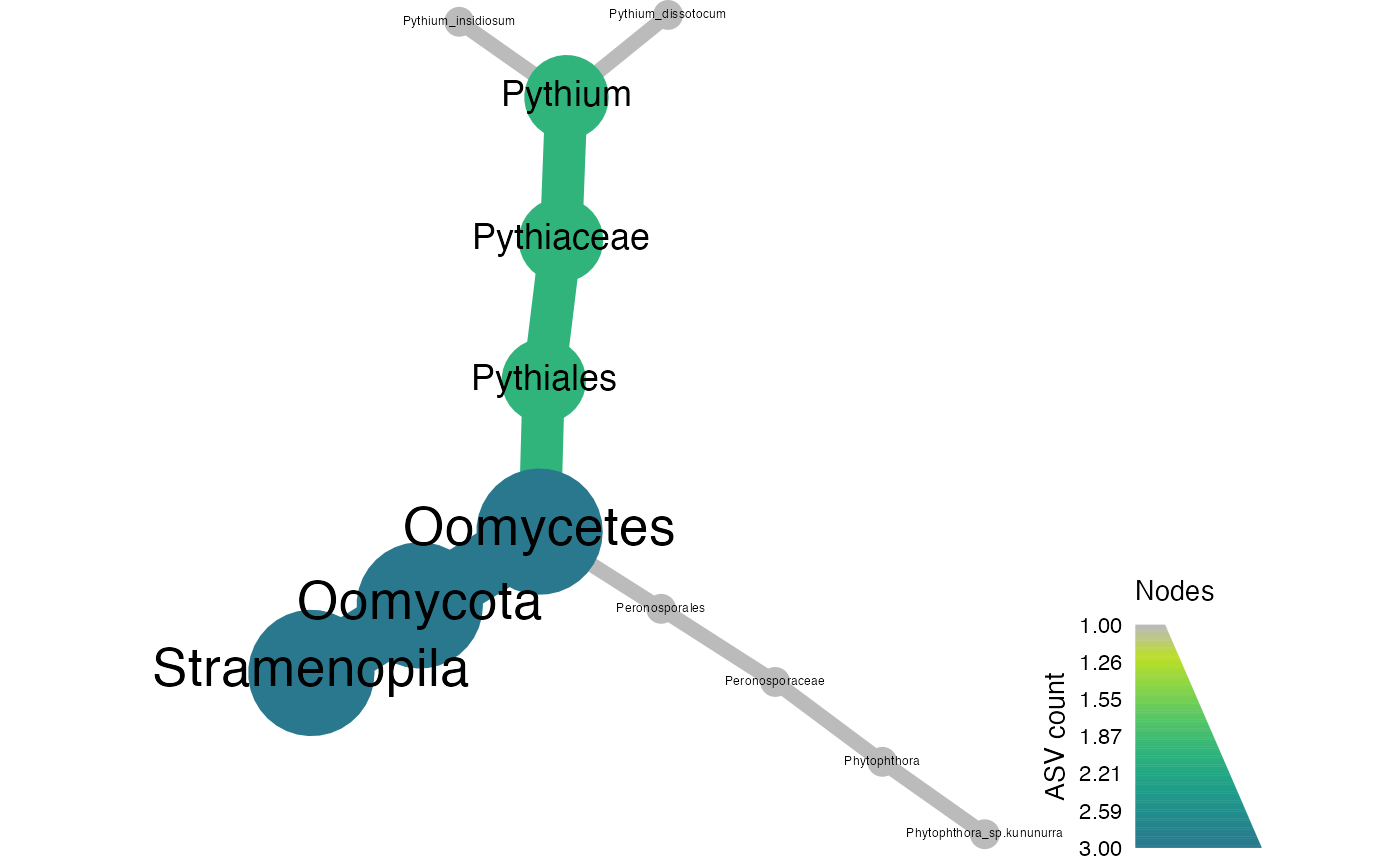 Pythium_insidiosum
Pythium_dissotocum
Pythium
Pythiaceae
Pythiales
Oomycetes
Oomycota
Stramenopila
Peronosporales
Peronosporaceae
Phytophthora
Phytophthora_sp.kununurra
Nodes
ASV count
1.00
1.26
1.55
1.87
2.21
2.59
3.00